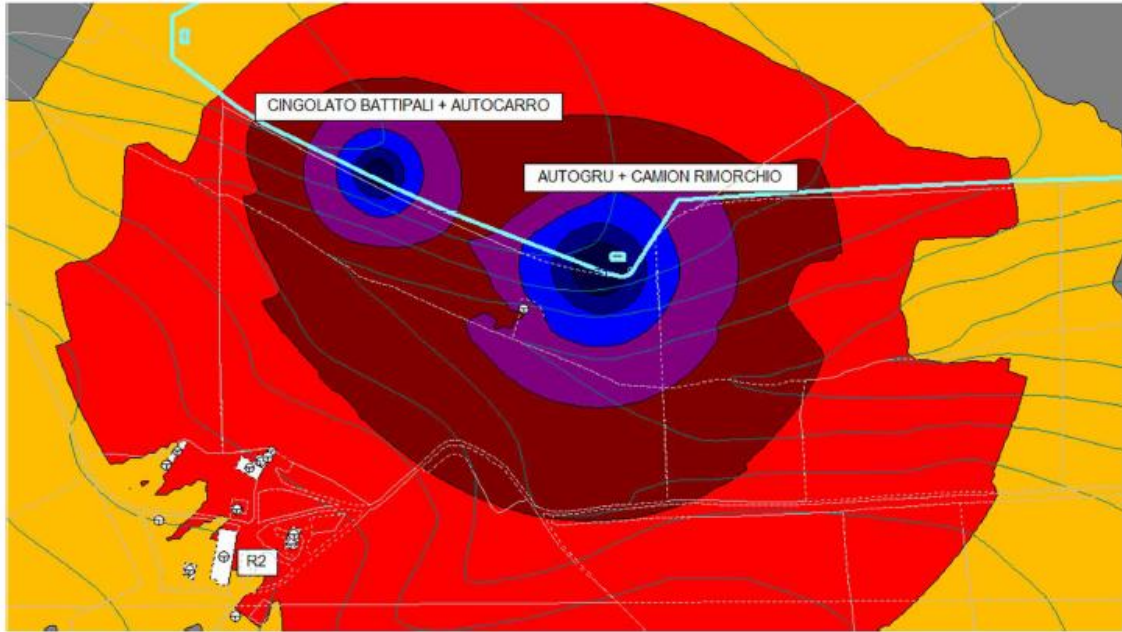 CINGOLATO BATTIPALI + AUTOCARRO
AUTOGRU + CAMION RIMORCHIO
R2